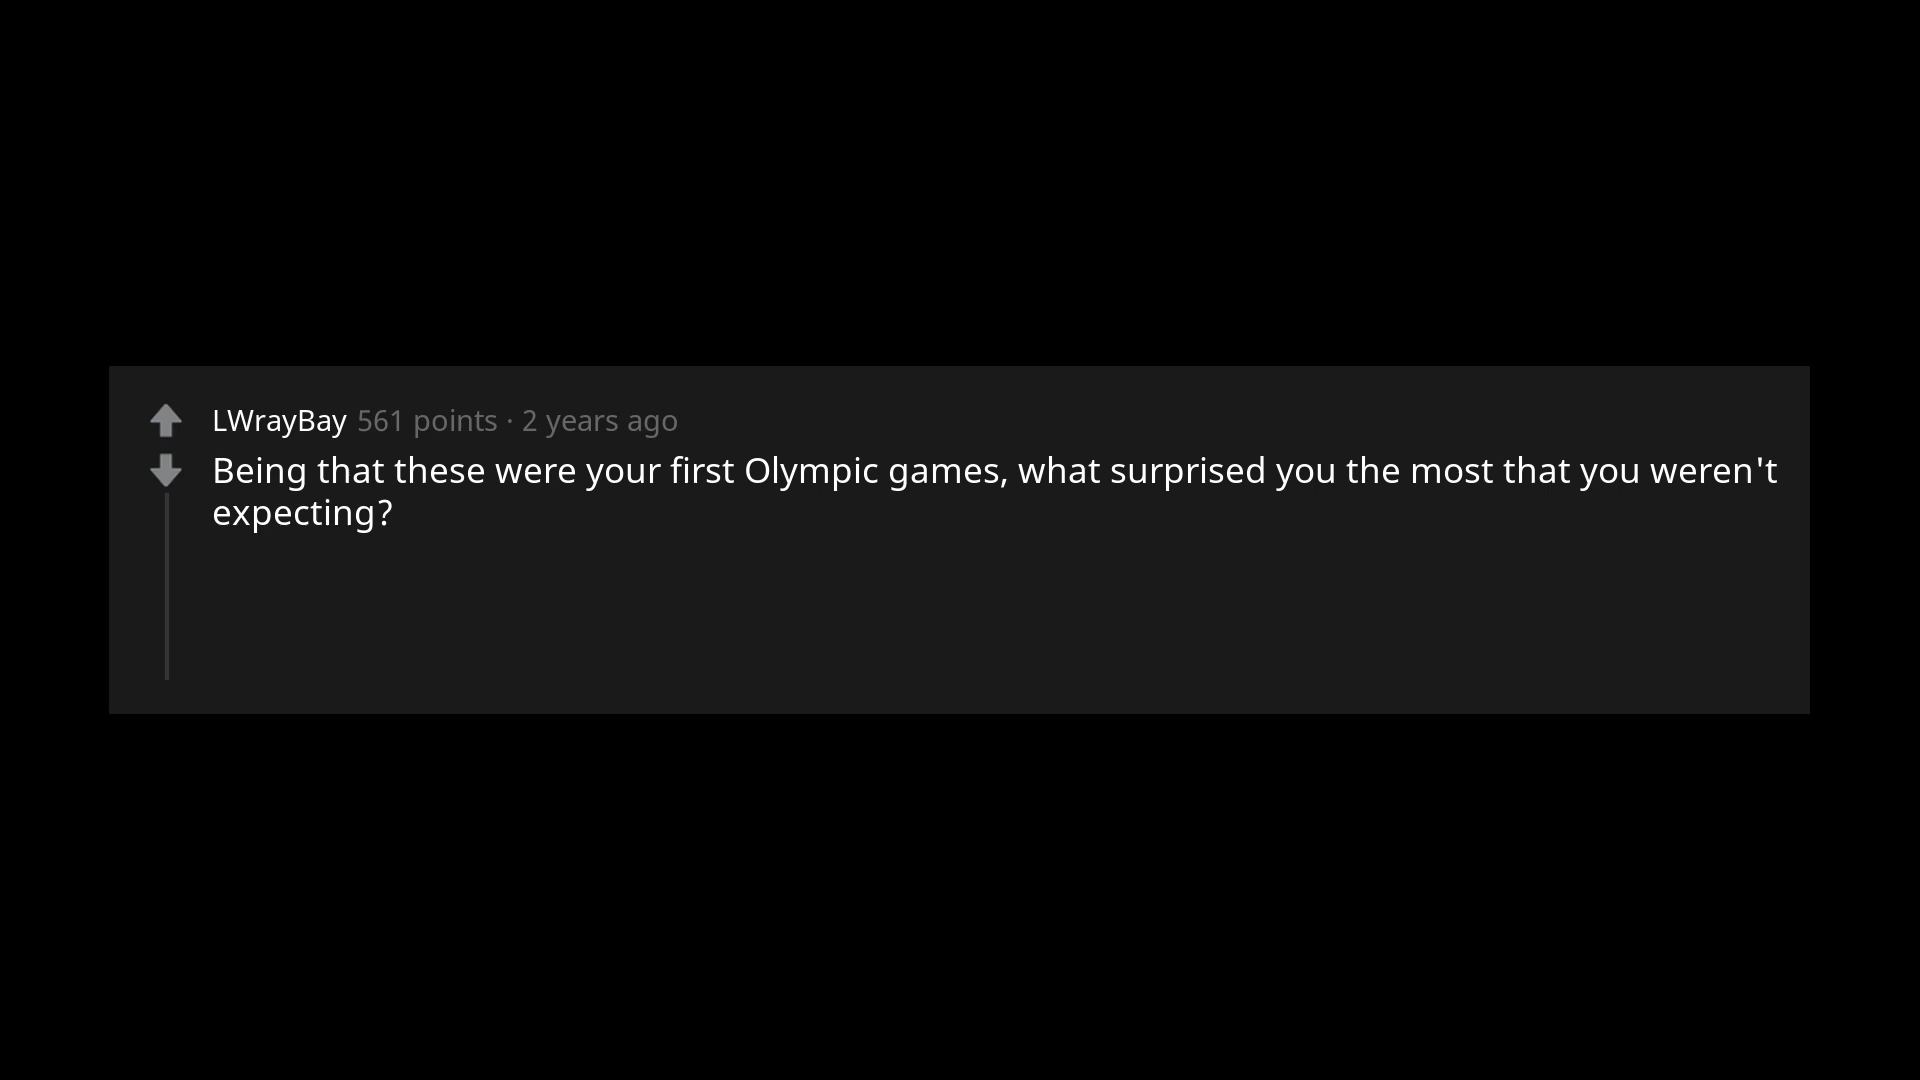 LWrayBay 561 points · 2 years ago
Being that these were your first Olympic games, what surprised you the most that you weren't
expecting?